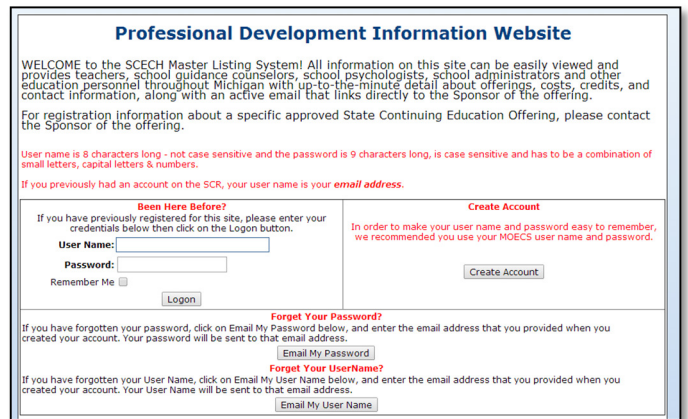 Professional Development Information Website
WELCOME to the SCECH Master Listing System! All information on this site can be easily viewed and
provides teachers, school guidance counselors, school psychologists, school administrators and other
education personnel throughout Michigan with up-to-the-minute detail about offerings, costs, credits, and
contact information, along with an active email that links directly to the Sponsor of the offering.
For registration information about a specific approved State Continuing Education Offering, please contact
the Sponsor of the offering.
User name is 8 characters long - not case sensitive and the password is 9 characters long, is case sensitive and has to be a combination of
small letters, capital letters & numbers.
If you previously had an account on the SCR, your user name is your email address.
Been Here Before?
If you have previously registered for this site, please enter your
credentials below then click on the Logon button.
User Name:
Password:
Remember Me
Logon
Create Account
In order to make your user name and password easy to remember,
we recommended you use your MOECS user name and password.
Create Account
Forget Your Password?
If you have forgotten your password, click on Email My Password below, and enter the email address that you provided when you
created your account. Your password will be sent to that email address.
Email My Password
Forget Your UserName?
If you have forgotten your User Name, click on Email My User Name below, and enter the email address that you provided when you
created your account. Your User Name will be sent to that email address.
Email My User Name